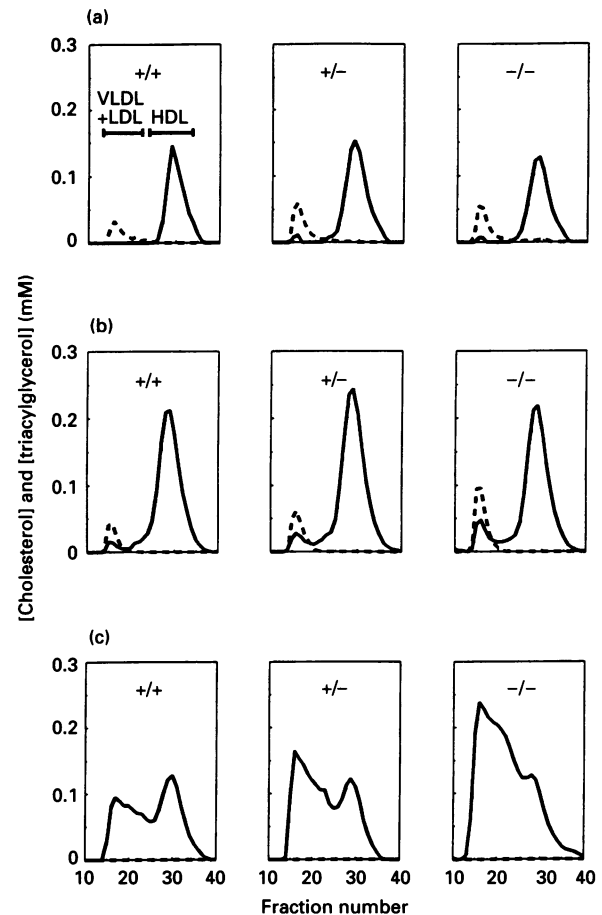 (a)
0.3
0.2
0.1
0
+/+
VLDL
+LDL HDL
+/−
−/−
[Cholesterol] and [triacylglycerol] (mM)
(b)
0.3
0.2
0.1
0
+/+
+/−
−/−
(c)
0.3
0.2
0.1
0
+/+
+/−
−/−
10 20 30 40 10 20 30 40 10 20 30 40
Fraction number